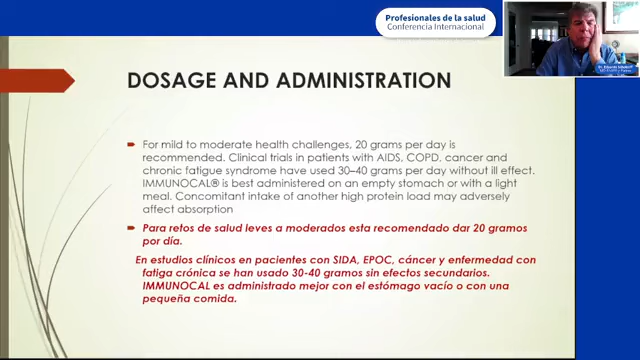 Profesionales de la salud
Conferencia Internacional
DOSAGE AND ADMINISTRATION
For mild to moderate health challenges, 20 grams per day is
recommended. Clinical trials in patients with AIDS, COPD, cancer and
chronic fatigue syndrome have used 30–40 grams per day without ill effect.
IMMUNOCAL® is best administered on an empty stomach or with a light
meal. Concomitant intake of another high protein load may adversely
affect absorption
Para retos de salud leves a moderados esta recomendado dar 20 gramos
por día.
En estudios clínicos en pacientes con SIDA, EPOC, cáncer y enfermedad con
fatiga crónica se han usado 30-40 gramos sin efectos secundarios.
IMMUNOCAL es administrado mejor con el estómago vacío o con una
pequeña comida.